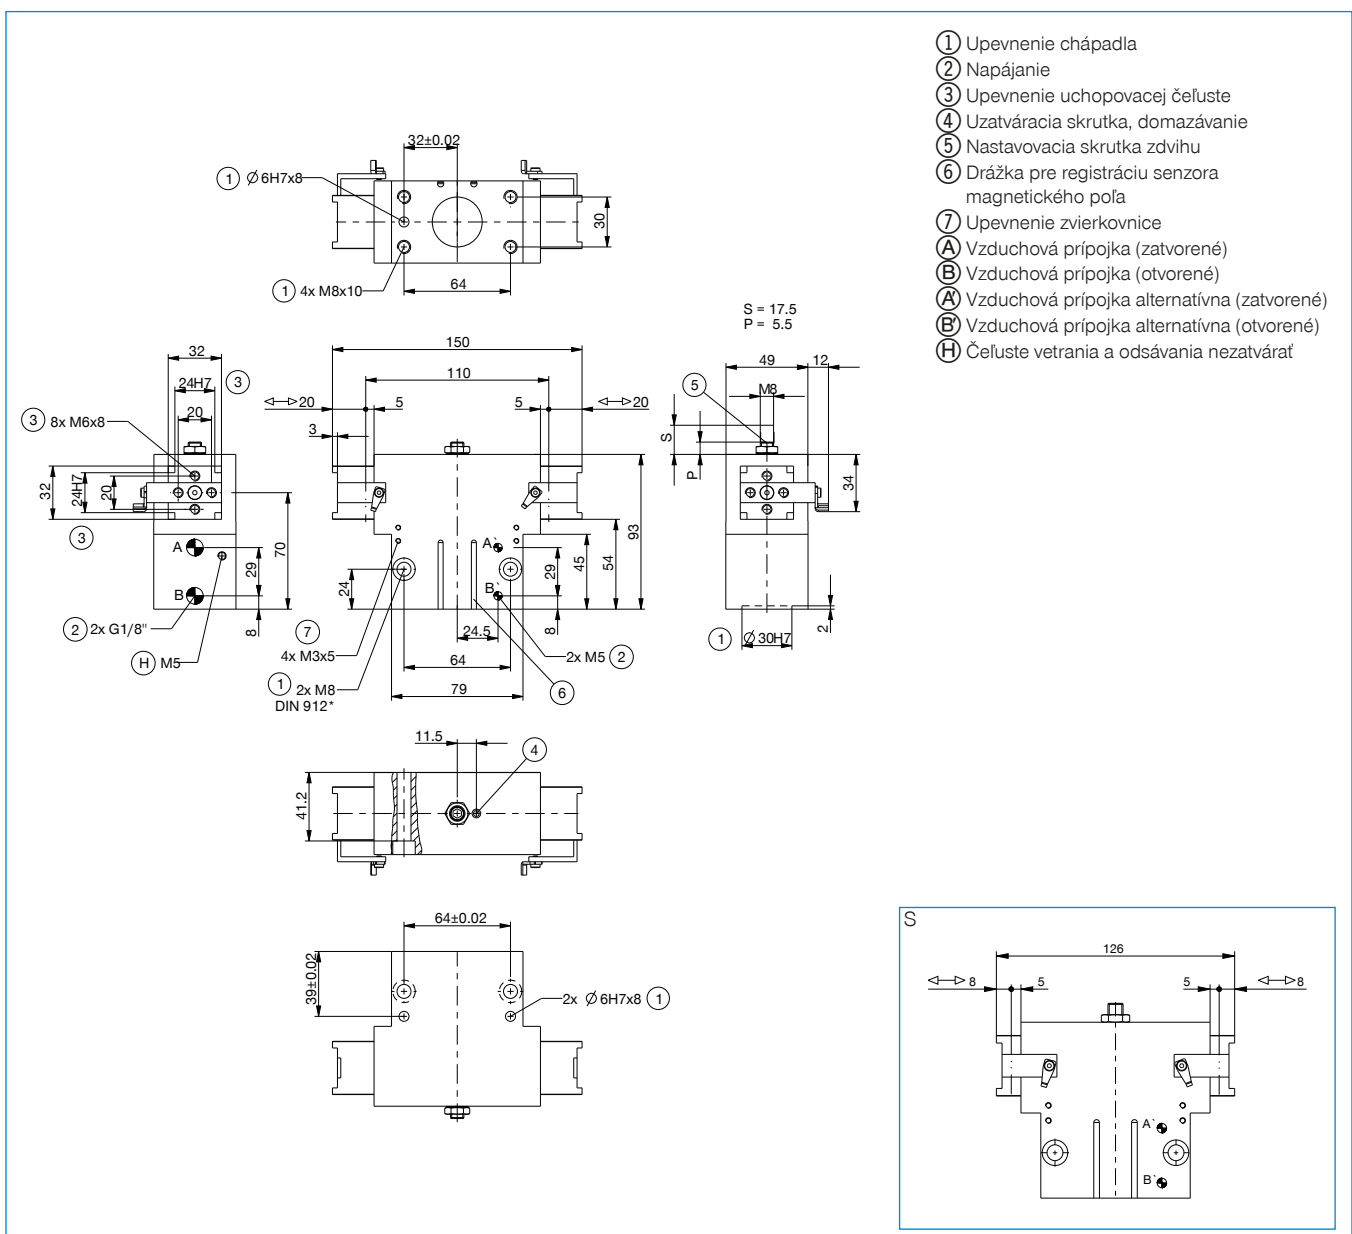 ① Upevnenie chápadla
② Napájanie
③ Upevnenie uchopovacej čeľuste
④ Uzatváracia skrutka, domazávanie
⑤ Nastavovacia skrutka zdvihu
⑥ Drážka pre registráciu senzora
magnetického poľa
⑦ Upevnenie zvierkovnice
Ⓐ Vzduchová prípojka (zatvorené)
Ⓑ Vzduchová prípojka (otvorené)
A' Vzduchová prípojka alternatívna (zatvorené)
B' Vzduchová prípojka alternatívna (otvorené)
Ⓗ Čeľuste vetrania a odsávania nezatvárať
32±0.02
① Ø 6H7x8
30
① 4x M8x10
64
32
24H7 ③
20
③ 8x M6x8
32
24H7
20
③
A
B
70
29
8
② 2x G1/8"
Ⓗ M5
150
110
20
5
5
20
3
A`
B`
24
29
8
45
54
93
24.5
⑦
4x M3x5
64
2x M5 ②
① 2x M8
DIN 912*
79
⑥
S = 17.5
P = 5.5
49
12
⑤
M8
S
P
34
① Ø 30H7
2
11.5
④
41.2
64±0.02
39±0.02
2x Ø 6H7x8 ①
S
126
8
5
5
8
A`
B`